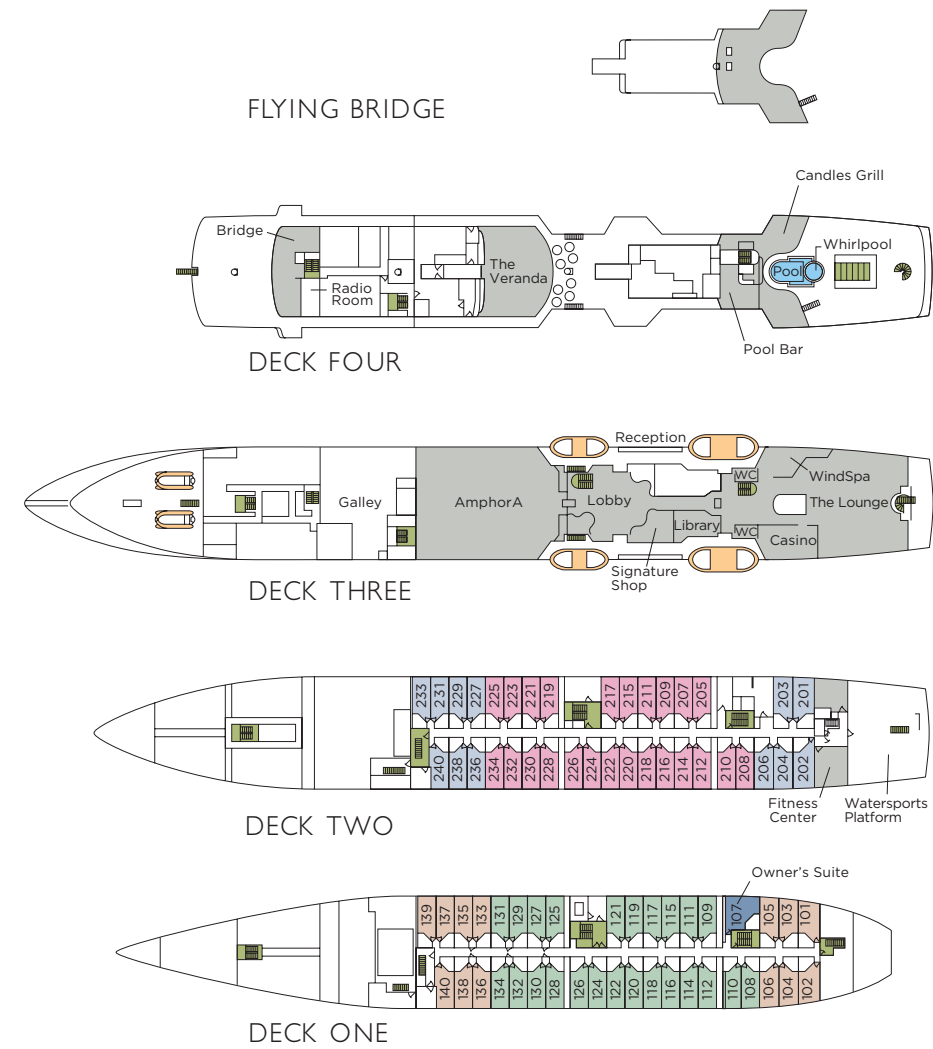 FLYING BRIDGE
Candles Grill
Bridge
Whirlpool
The
Veranda
Pool
Radio
Room
Pool Bar
DECK FOUR
Reception
WC
WindSpa
Galley
AmphorA
Lobby
The Lounge
Library
WC
Casino
Signature
Shop
DECK THREE
233 231 229 227 225 223 221 219 217 215 211 209 207 205 203 201
240 238 236 234 232 230 228 226 224 222 220 218 216 214 212 210 208 206 204 202
Fitness
Center
Watersports
Platform
DECK TWO
Owner's Suite
139 137 135 133 131 129 127 125 121 119 117 115 111 109 107 105 103 101
140 138 136 134 132 130 128 126 124 122 120 118 116 114 112 110 108 106 104 102
DECK ONE